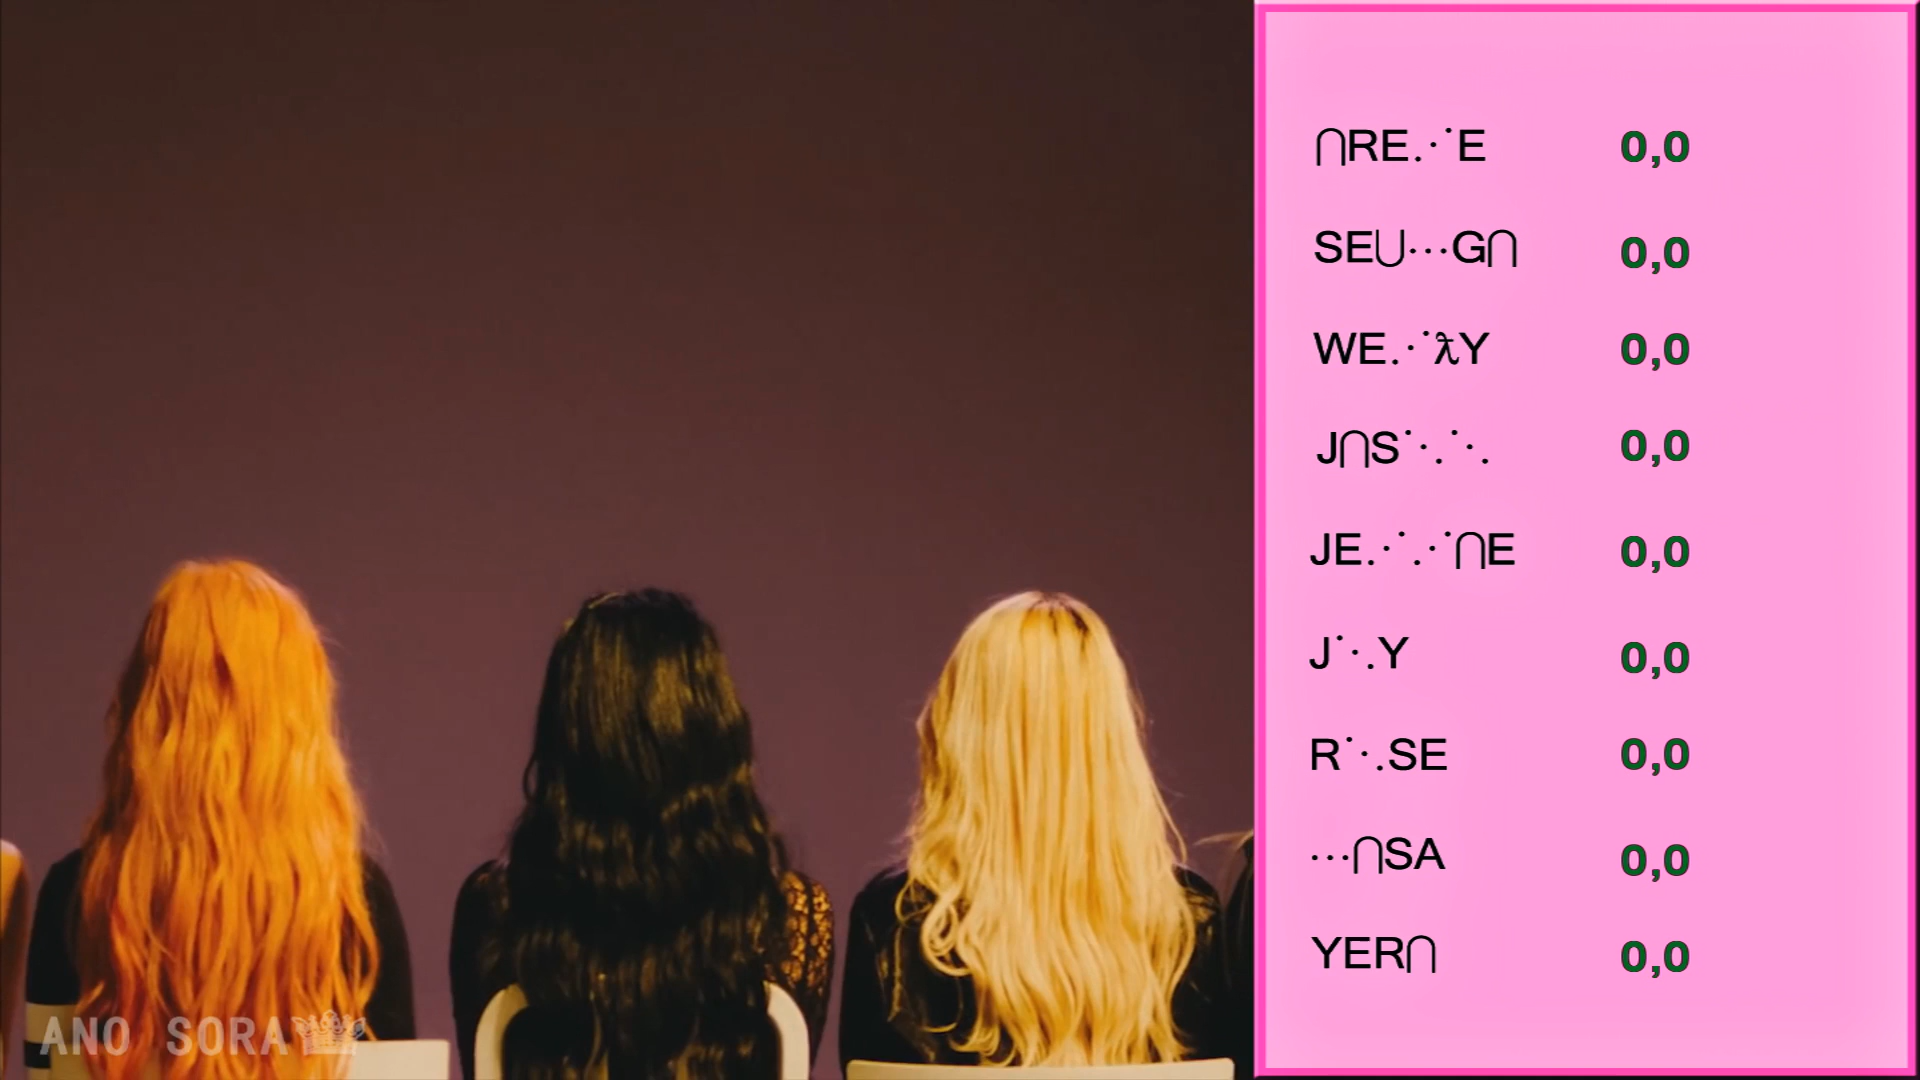 ⋂RE⋰E 0,0
SE⋃⋯G⋂ 0,0
WE⋰ƛY 0,0
J⋂S⋱⋱ 0,0
JE⋰⋰⋂E 0,0
J⋱Y 0,0
R⋱SE 0,0
⋯⋂SA 0,0
YER⋂ 0,0
ANO SORA